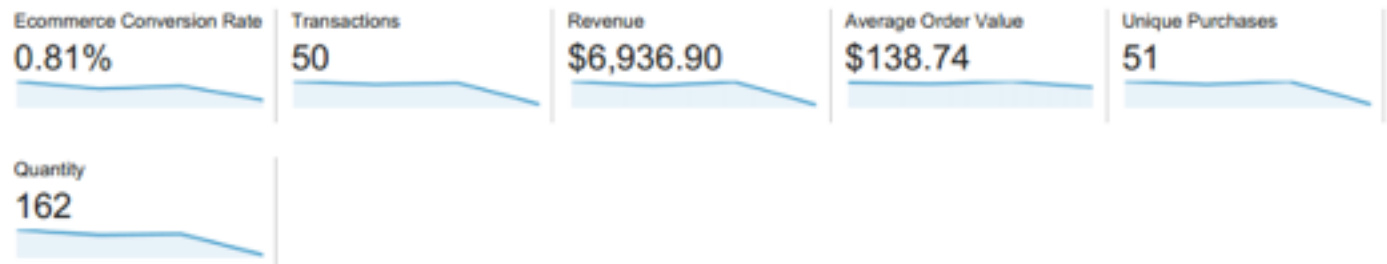 Ecommerce Conversion Rate
0.81%
Transactions
50
Revenue
$6,936.90
Average Order Value
$138.74
Unique Purchases
51
Quantity
162